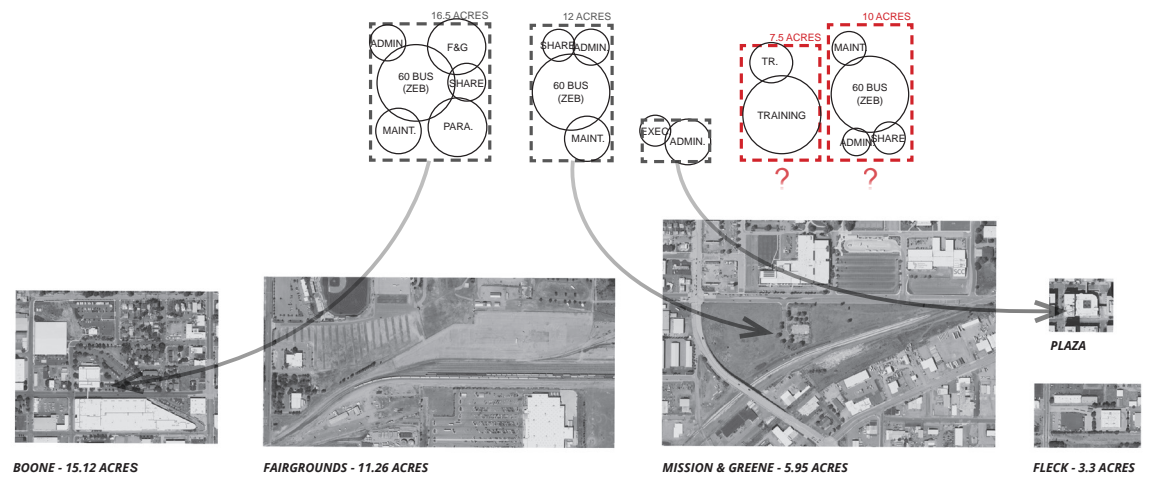 16.5 ACRES
ADMIN.
F&G
60 BUS
(ZEB)
SHARE
MAINT.
PARA.
12 ACRES
SHARE
ADMIN.
60 BUS
(ZEB)
MAINT.
EXEC
ADMIN.
7.5 ACRES
TR.
TRAINING
?
10 ACRES
MAINT.
60 BUS
(ZEB)
ADMIN
SHARE
?
SCC
PLAZA
BOONE - 15.12 ACRES
FAIRGROUNDS - 11.26 ACRES
MISSION & GREENE - 5.95 ACRES
FLECK - 3.3 ACRES